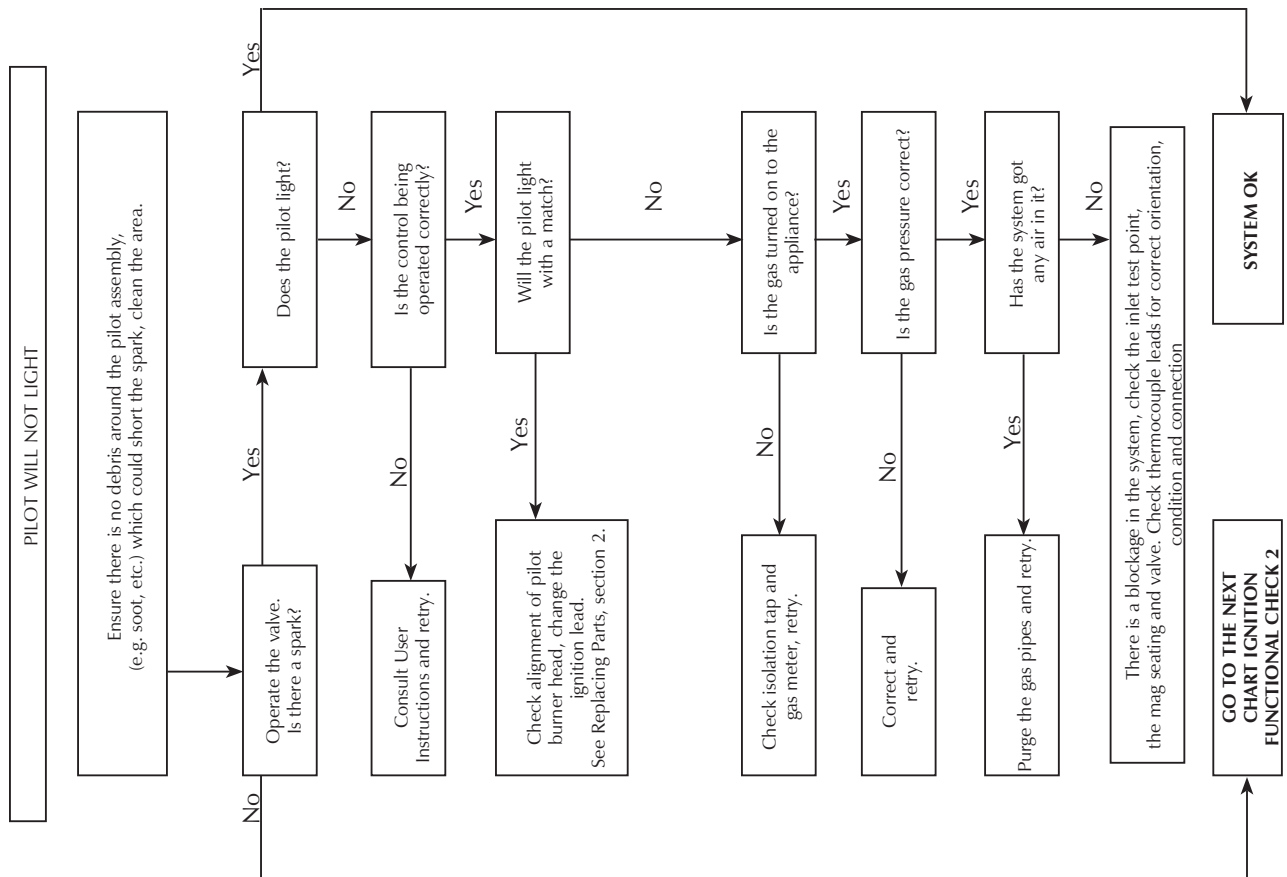 PILOT WILL NOT LIGHT
Ensure there is no debris around the pilot assembly,
(e.g. soot, etc.) which could short the spark, clean the area.
Operate the valve.
Is there a spark?
Yes
No
Does the pilot light?
Yes
No
Is the control being
operated correctly?
No
Yes
Consult User
Instructions and retry.
Will the pilot light
with a match?
Yes
No
Check alignment of pilot
burner head, change the
ignition lead.
See Replacing Parts, section 2.
Is the gas turned on to the
appliance?
No
Yes
Check isolation tap and
gas meter, retry.
Is the gas pressure correct?
No
Yes
Correct and
retry.
Has the system got
any air in it?
Yes
No
Purge the gas pipes and retry.
There is a blockage in the system, check the inlet test point,
the mag seating and valve. Check thermocouple leads for correct orientation,
condition and connection
GO TO THE NEXT
CHART IGNITION
FUNCTIONAL CHECK 2
SYSTEM OK